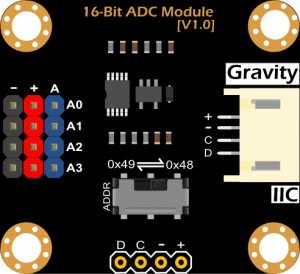 16-Bit ADC Module
[V1.0]
- + A
A0
A1
A2
A3
Gravity
+
-
C
D
IIC
0x49 0x48
ADDR
D C - +